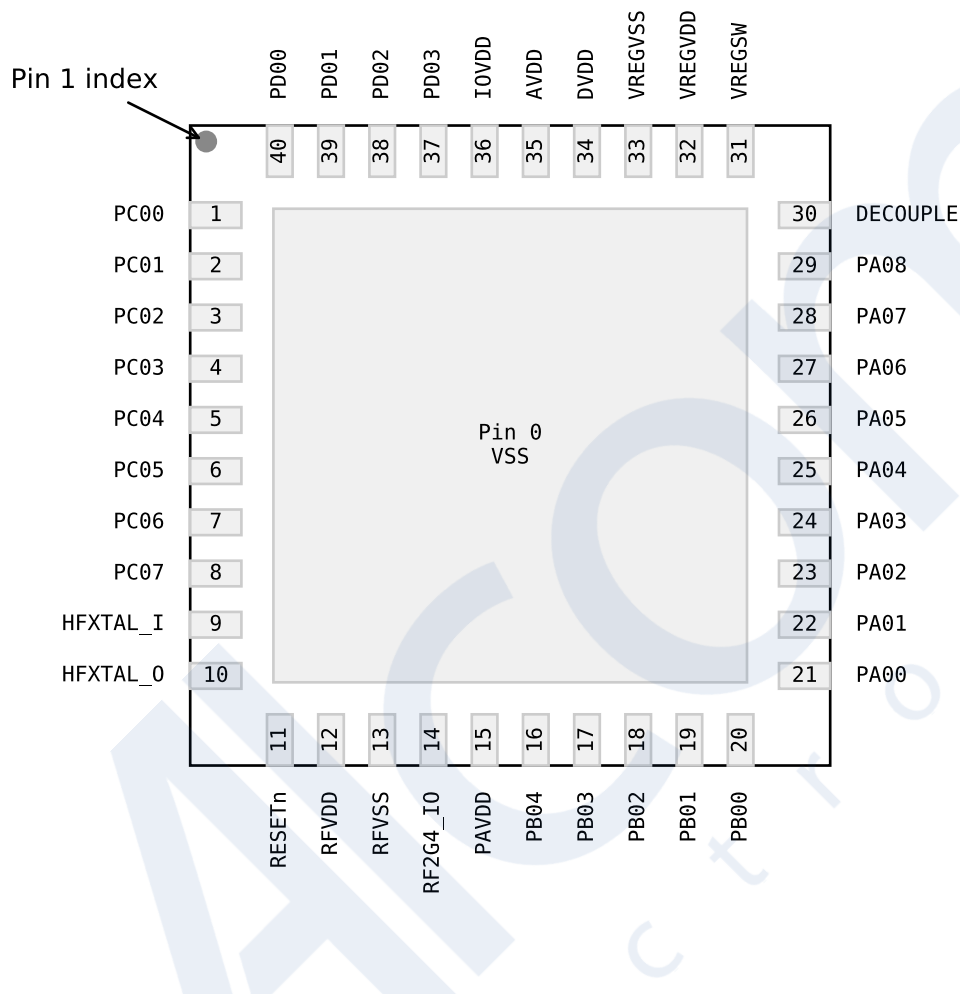 PD00
PD01
PD02
PD03
IOVDD
AVDD
DVDD
VREGVSS
VREGVDD
VREGSW
Pin 1 index
40 39 38 37 36 35 34 33 32 31
PC00 1 30 DECOUPLE
PC01 2 29 PA08
PC02 3 28 PA07
PC03 4 27 PA06
PC04 5 26 PA05
Pin 0
VSS
PC05 6 25 PA04
PC06 7 24 PA03
PC07 8 23 PA02
HFXTAL_I 9 22 PA01
HFXTAL_O 10 21 PA00
11 12 13 14 15 16 17 18 19 20
RESETn
RFVDD
RFVSS
RF2G4_IO
PAVDD
PB04
PB03
PB02
PB01
PB00